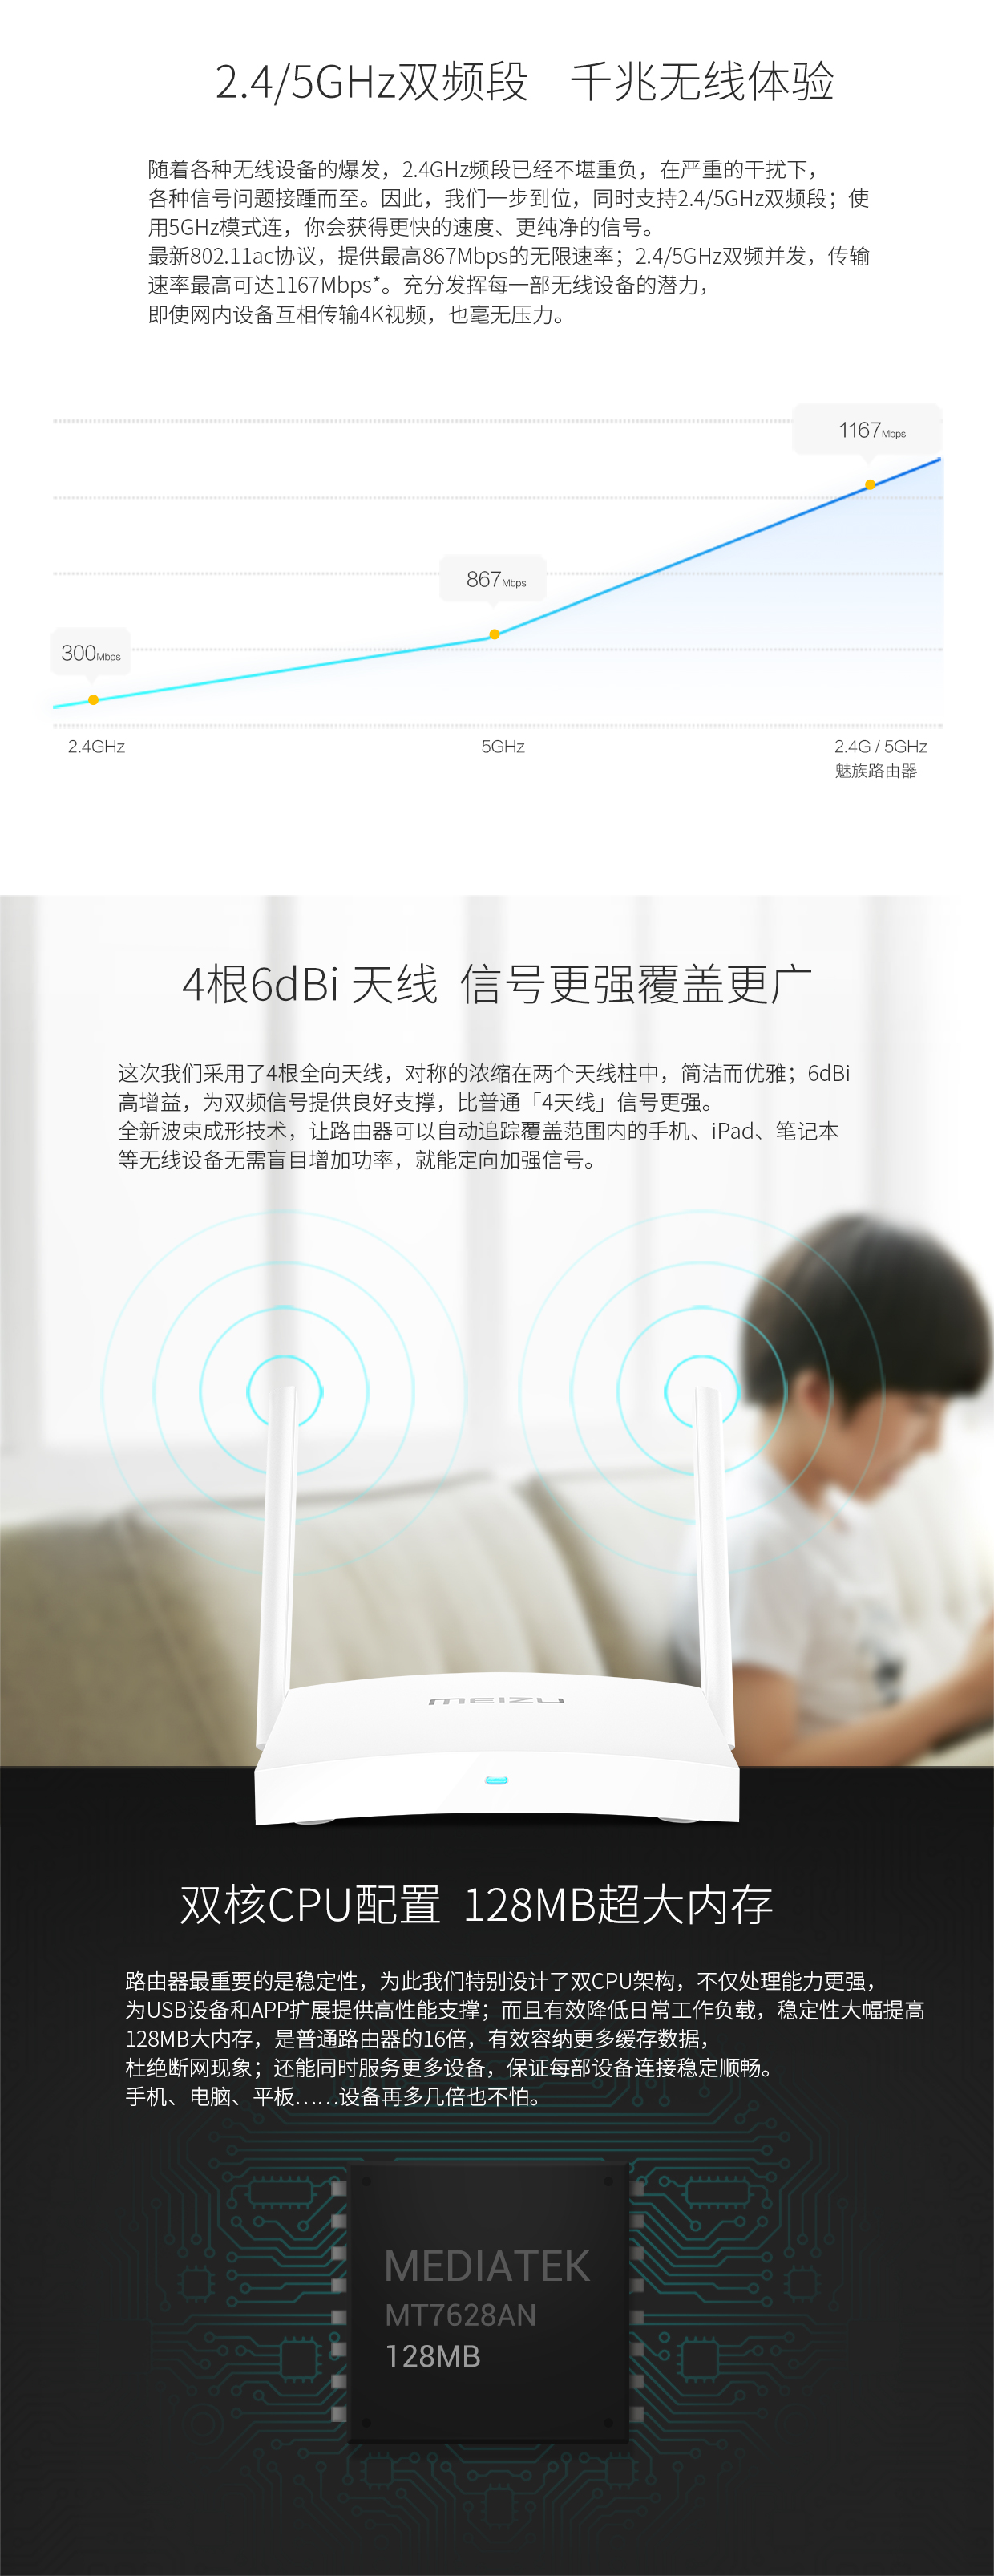 2.4/5GHz双频段 千兆无线体验
随着各种无线设备的爆发，2.4GHz频段已经不堪重负，在严重的干扰下，
各种信号问题接踵而至。因此，我们一步到位，同时支持2.4/5GHz双频段；使
用5GHz模式连，你会获得更快的速度、更纯净的信号。
最新802.11ac协议，提供最高867Mbps的无限速率；2.4/5GHz双频并发，传输
速率最高可达1167Mbps*。充分发挥每一部无线设备的潜力，
即使网内设备互相传输4K视频，也毫无压力。
1167Mbps
867Mbps
300Mbps
2.4GHz 5GHz 2.4G / 5GHz
魅族路由器
4根6dBi 天线 信号更强覆盖更广
这次我们采用了4根全向天线，对称的浓缩在两个天线柱中，简洁而优雅；6dBi
高增益，为双频信号提供良好支撑，比普通「4天线」信号更强。
全新波束成形技术，让路由器可以自动追踪覆盖范围内的手机、iPad、笔记本
等无线设备无需盲目增加功率，就能定向加强信号。
MEIZU
双核CPU配置 128MB超大内存
路由器最重要的是稳定性，为此我们特别设计了双CPU架构，不仅处理能力更强，
为USB设备和APP扩展提供高性能支撑；而且有效降低日常工作负载，稳定性大幅提高
128MB大内存，是普通路由器的16倍，有效容纳更多缓存数据，
杜绝断网现象；还能同时服务更多设备，保证每部设备连接稳定顺畅。
手机、电脑、平板……设备再多几倍也不怕。
MEDIATEK
MT7628AN
128MB